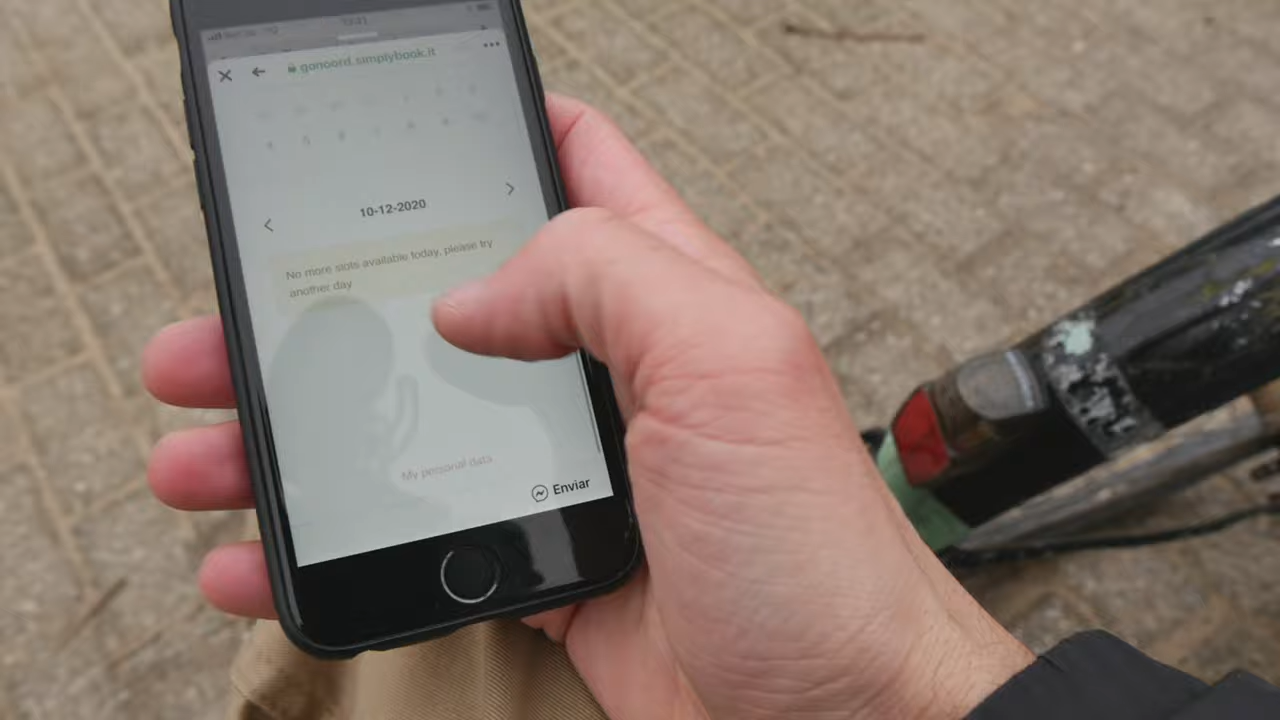 gonoord.simplybook.it
10-12-2020
No more slots available today, please try
another day
My personal data
Enviar